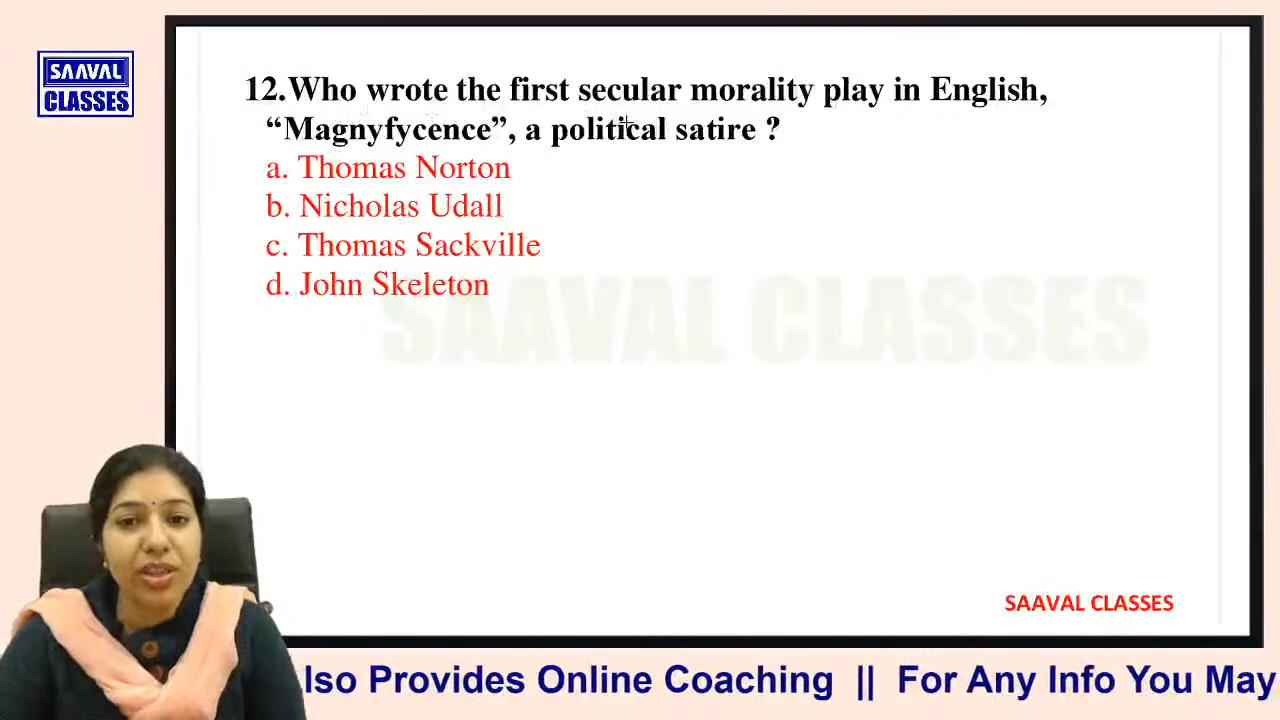 SAAVAL
CLASSES
12.Who wrote the first secular morality play in English,
“Magnyfycence”, a political satire ?
a. Thomas Norton
b. Nicholas Udall
c. Thomas Sackville
d. John Skeleton
SAAVAL CLASSES
SAAVAL CLASSES
lso Provides Online Coaching || For Any Info You May